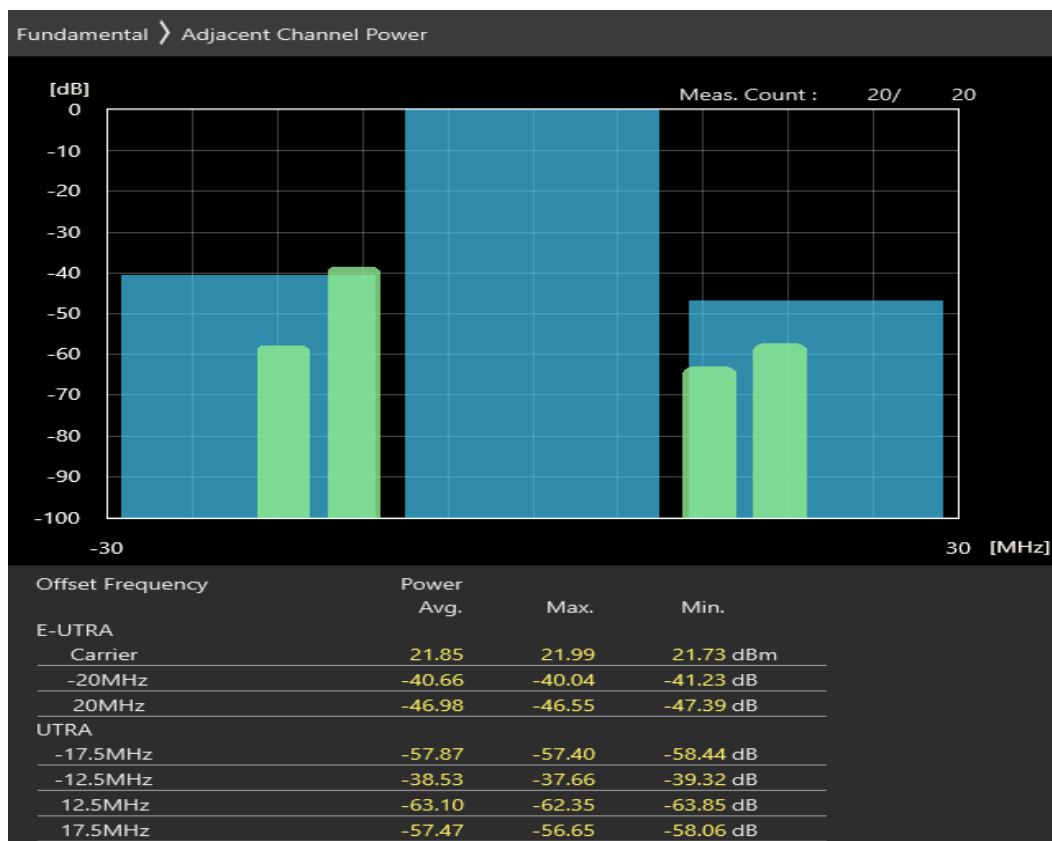 Fundamental 〉 Adjacent Channel Power
[dB]
Meas. Count : 20/ 20
0
-10
-20
-30
-40
-50
-60
-70
-80
-90
-100
-30 30 [MHz]
Offset Frequency Power
Avg. Max. Min.
E-UTRA
Carrier 21.85 21.99 21.73 dBm
-20MHz -40.66 -40.04 -41.23 dB
20MHz -46.98 -46.55 -47.39 dB
UTRA
-17.5MHz -57.87 -57.40 -58.44 dB
-12.5MHz -38.53 -37.66 -39.32 dB
12.5MHz -63.10 -62.35 -63.85 dB
17.5MHz -57.47 -56.65 -58.06 dB